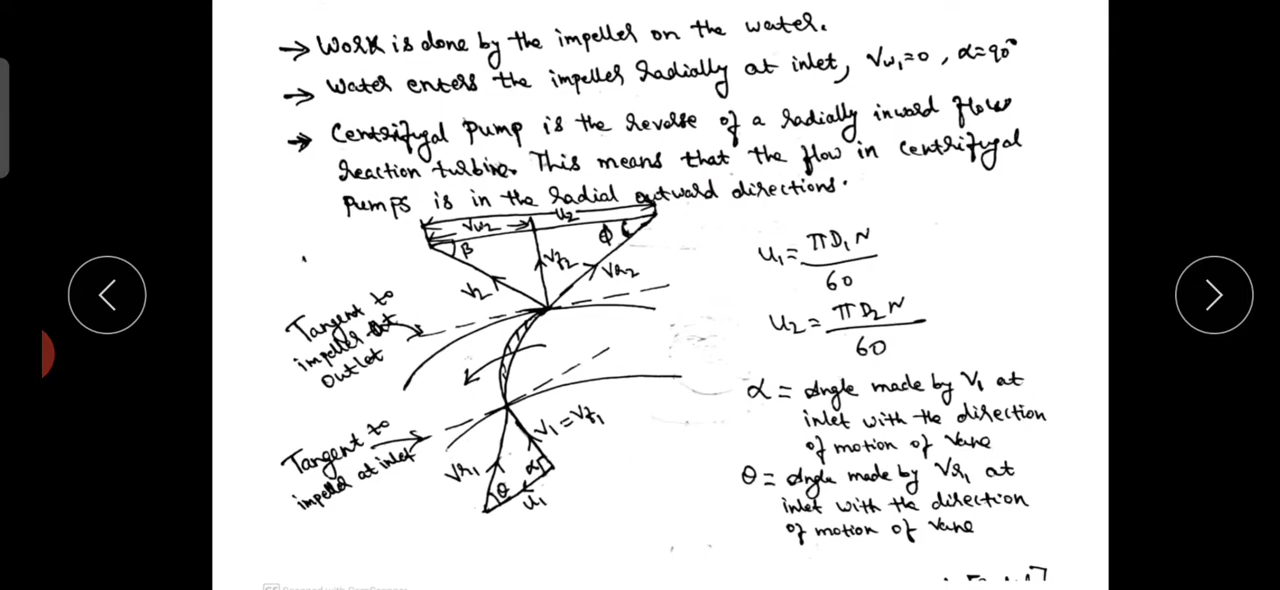 → Work is done by the impeller on the water.
→ Water enters the impeller radially at inlet, Vw₁=0, α=90°
→ Centrifugal pump is the reverse of a radially inward flow
reaction turbine. This means that the flow in centrifugal
pumps is in the radial outward directions.
Vw2
u2
β
ϕ
Vf2
V2
Vr2
Tangent to
impeller at
outlet
u₁ = πD₁N
60
u₂ = πD₂N
60
Tangent to
impeller at inlet
V₁=Vf₁
Vr₁
α
θ
u₁
α = Angle made by V₁ at
inlet with the direction
of motion of vane
θ = Angle made by Vr₁ at
inlet with the direction
of motion of vane